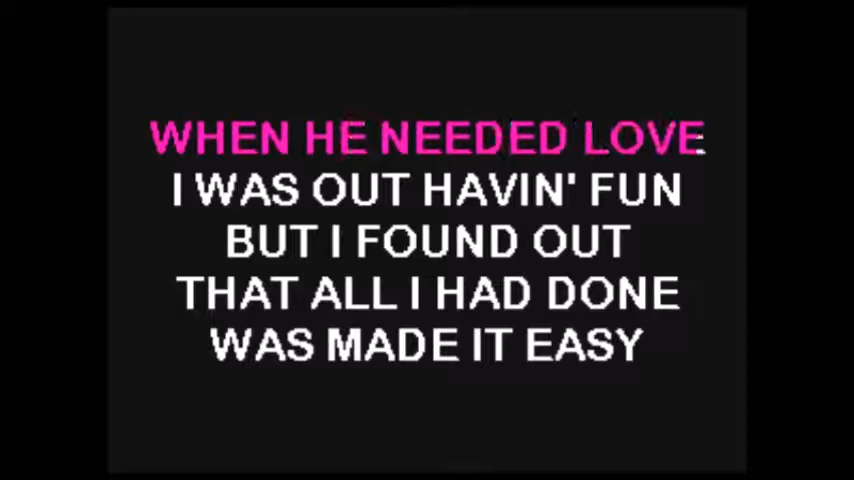 WHEN HE NEEDED LOVE
I WAS OUT HAVIN' FUN
BUT I FOUND OUT
THAT ALL I HAD DONE
WAS MADE IT EASY